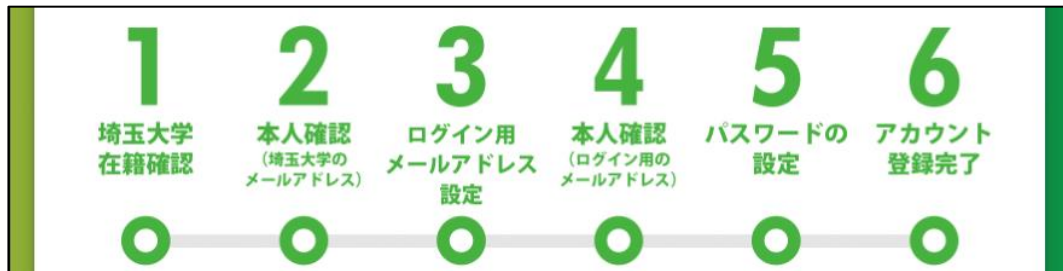 1
埼玉大学
在籍確認
2
本人確認
（埼玉大学の
メールアドレス）
3
ログイン用
メールアドレス
設定
4
本人確認
（ログイン用の
メールアドレス）
5
パスワードの
設定
6
アカウント
登録完了